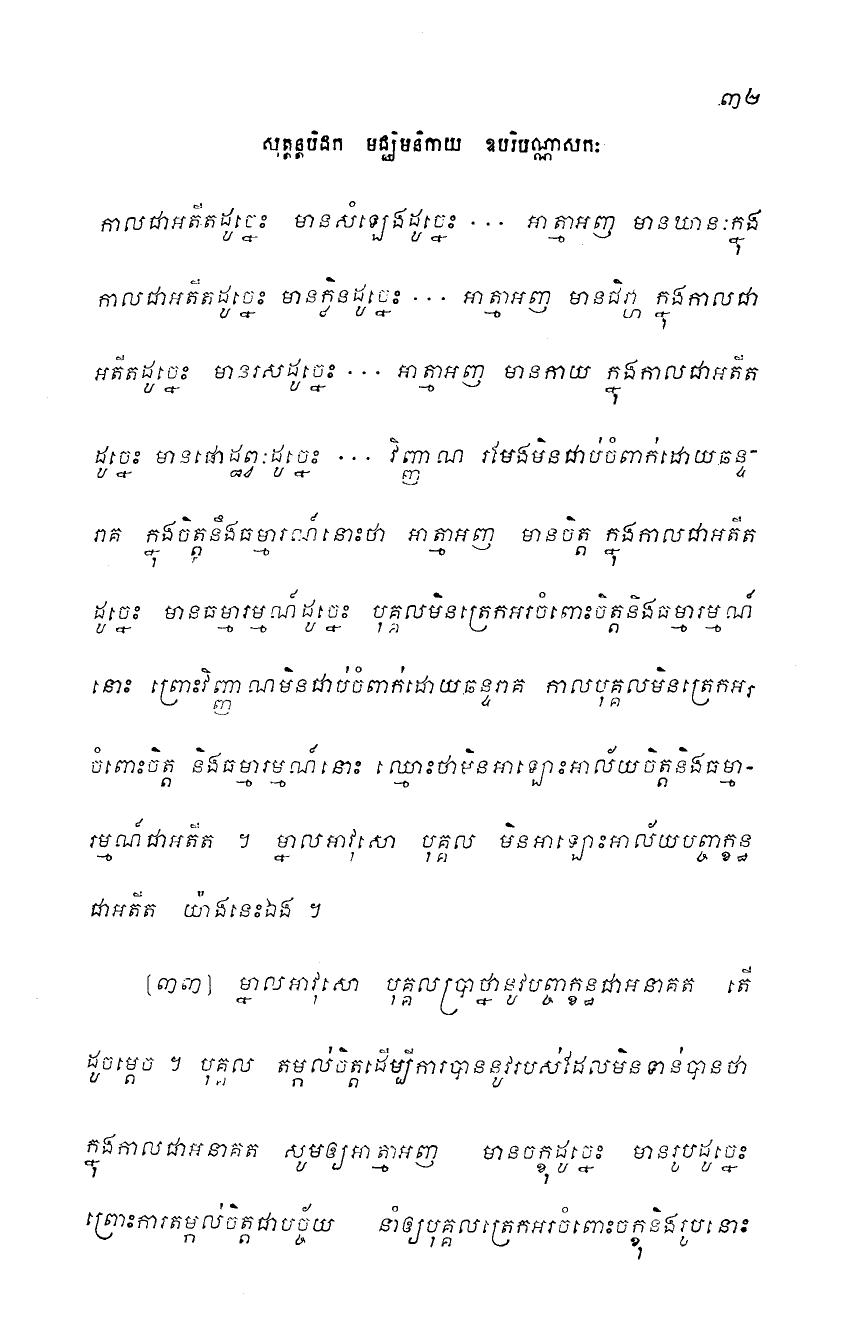 ៣២
សុត្តន្តបិដក មជ្ឈិមនិកាយ ឧបរិបណ្ណាសកៈ
កាលជាអតីតដូច្នេះ មានសំឡេងដូច្នេះ ... អាត្មាអញ មានឃានៈក្នុង
កាលជាអតីតដូច្នេះ មានក្លិនដូច្នេះ ... អាត្មាអញ មានជិវ្ហា ក្នុងកាលជា
អតីតដូច្នេះ មានរសដូច្នេះ ... អាត្មាអញ មានកាយ ក្នុងកាលជាអតីត
ដូច្នេះ មានផោដ្ឋព្វៈដូច្នេះ ... វិញ្ញាណ រមែងមិនជាប់ចំពាក់ដោយឆន្ទ-
រាគ ក្នុងចិត្តនឹងធម្មារណ៍នោះថា អាត្មាអញ មានចិត្ត ក្នុងកាលជាអតីត
ដូច្នេះ មានធម្មារម្មណ៍ដូច្នេះ បុគ្គលមិនត្រេកអរចំពោះចិត្តនិងធម្មារម្មណ៍
នោះ ព្រោះវិញ្ញាណមិនជាប់ចំពាក់ដោយឆន្ទរាគ កាលបុគ្គលមិនត្រេកអរ
ចំពោះចិត្ត និងធម្មារម្មណ៍នោះ ឈ្មោះថាមិនអាឡោះអាល័យចិត្តនិងធម្មា-
រម្មណ៍ជាអតីត ។ ម្នាលអាវុសោ បុគ្គល មិនអាឡោះអាល័យបញ្ចក្ខន្ធ
ជាអតីត យ៉ាងនេះឯង ។
[៣៣] ម្នាលអាវុសោ បុគ្គលប្រាថ្នានូវបញ្ចក្ខន្ធជាអនាគត តើ
ដូចម្តេច ។ បុគ្គល តម្កល់ចិត្តដើម្បីការបាននូវរបស់ដែលមិនទាន់បានថា
ក្នុងកាលជាអនាគត សូមឲ្យអាត្មាអញ មានចក្ខុដូច្នេះ មានរូបដូច្នេះ
ព្រោះការតម្កល់ចិត្តជាបច្ច័យ នាំឲ្យបុគ្គលត្រេកអរចំពោះចក្ខុនិងរូបនោះ